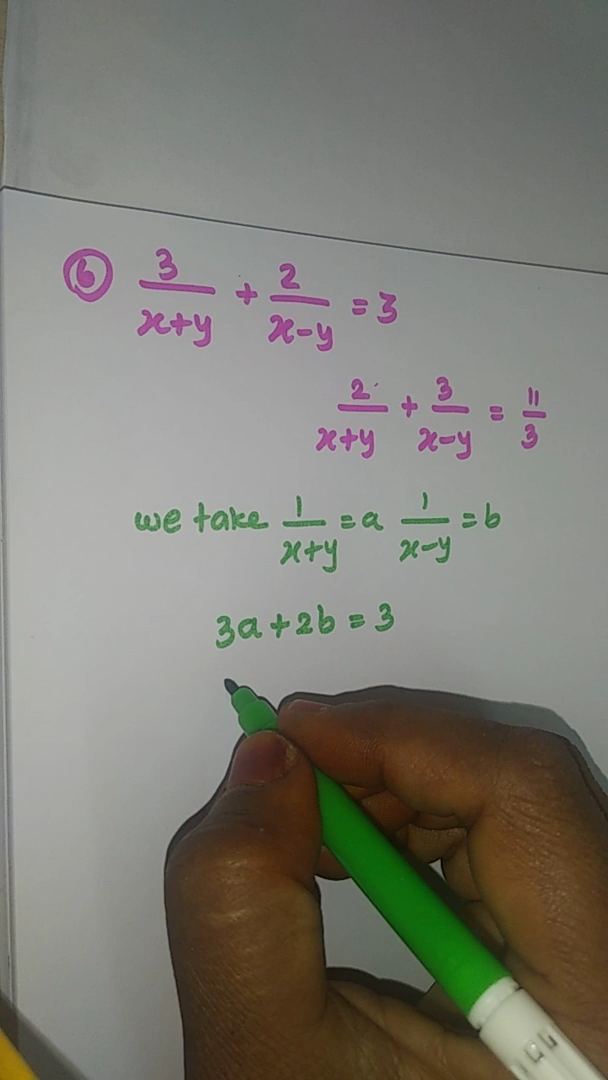 6 3/(x+y) + 2/(x-y) = 3
2/(x+y) + 3/(x-y) = 11/3
we take 1/(x+y) = a 1/(x-y) = b
3a+2b = 3